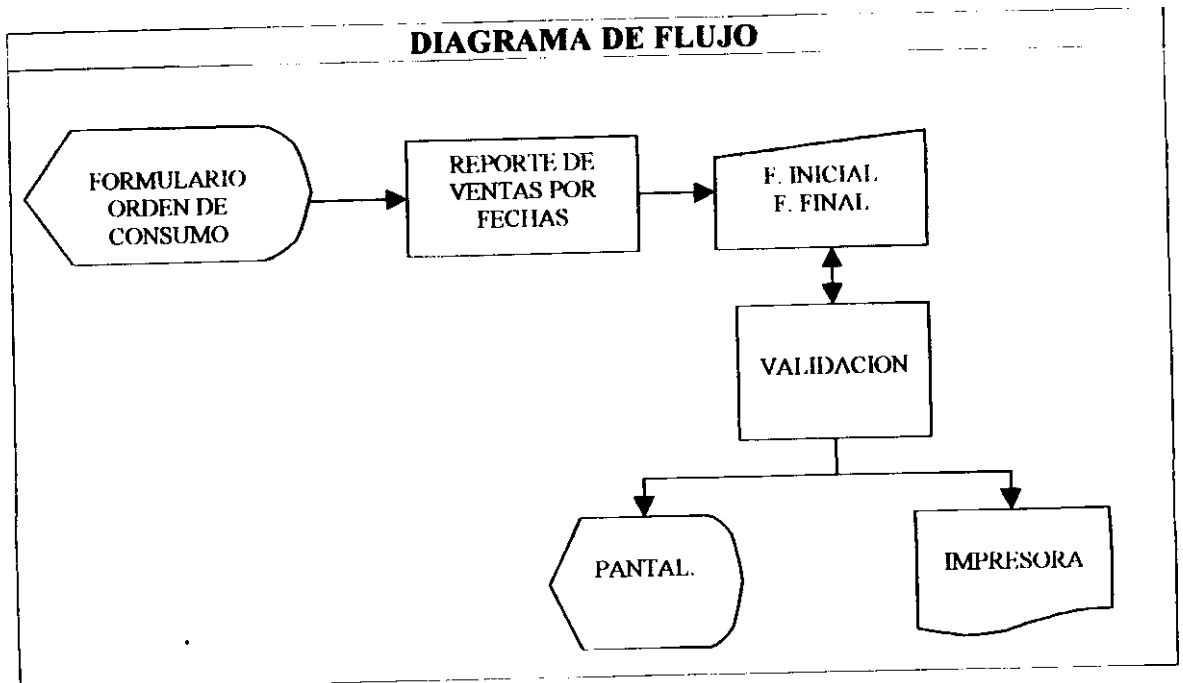 DIAGRAMA DE FLUJO
FORMULARIO
ORDEN DE
CONSUMO
REPORTE DE
VENTAS POR
FECHAS
F. INICIAL
F. FINAL
VALIDACION
PANTAL.
IMPRESORA